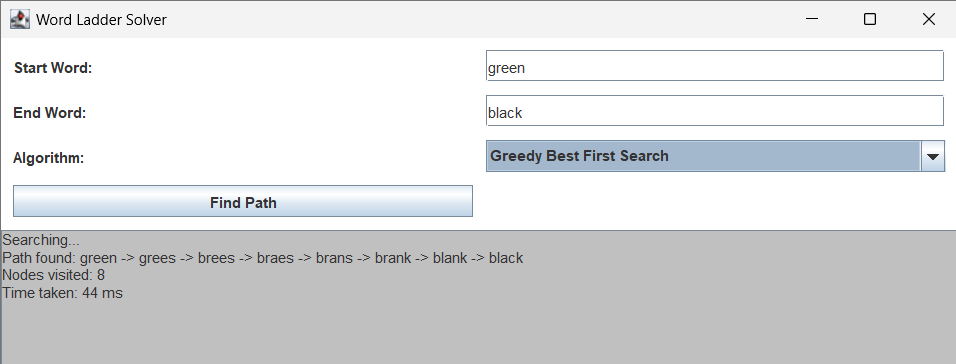 Word Ladder Solver
Start Word: green
End Word: black
Algorithm: Greedy Best First Search
Find Path
Searching...
Path found: green -> grees -> brees -> braes -> brans -> brank -> blank -> black
Nodes visited: 8
Time taken: 44 ms